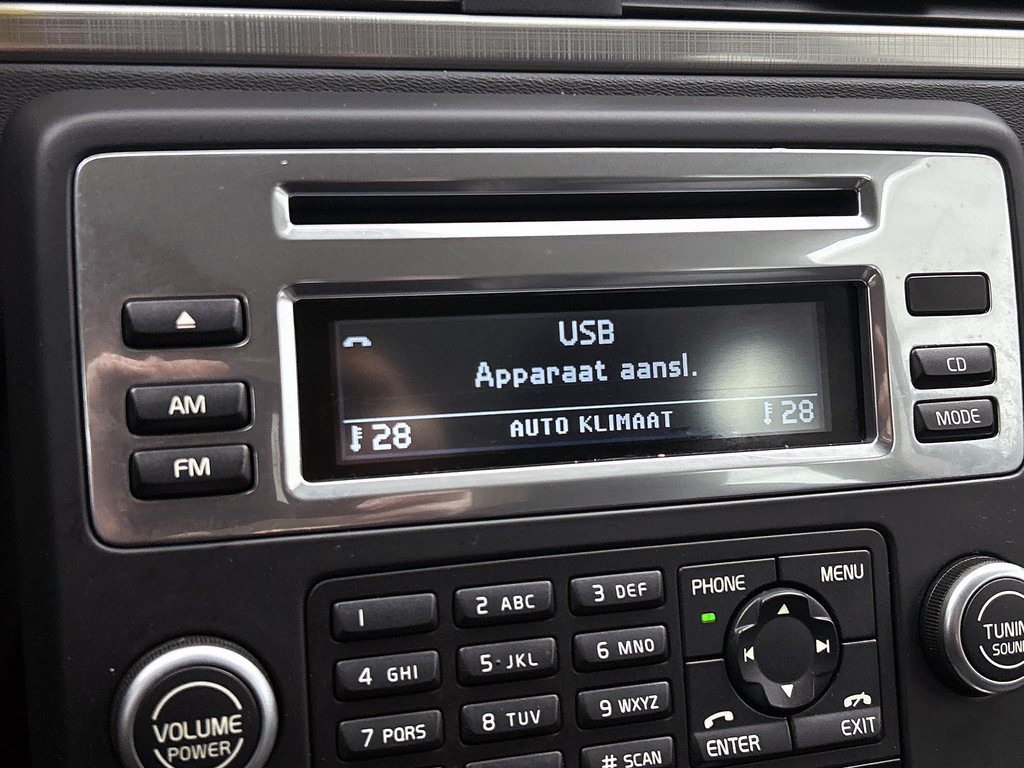 USB
Apparaat aansl.
28 AUTO KLIMAAT 28
AM
FM
CD
MODE
1
2 ABC
3 DEF
4 GHI
5 JKL
6 MNO
7 PQRS
8 TUV
9 WXYZ
# SCAN
PHONE
MENU
ENTER
EXIT
VOLUME
POWER
TUNIN
SOUN